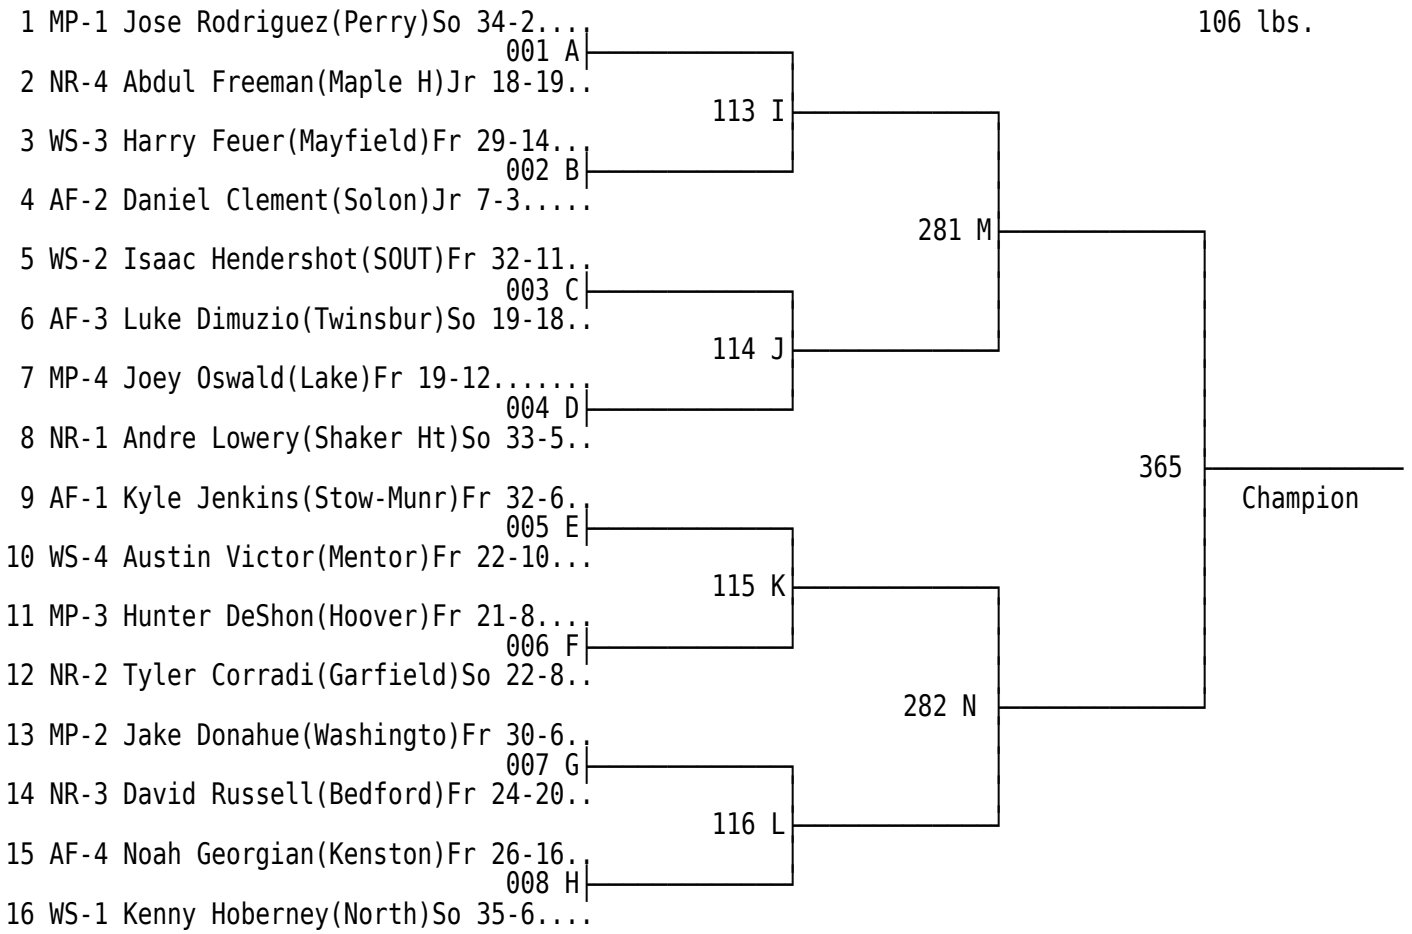 1 MP-1 Jose Rodriguez(Perry)So 34-2.... 106 lbs.
001 A
2 NR-4 Abdul Freeman(Maple H)Jr 18-19..
113 I
3 WS-3 Harry Feuer(Mayfield)Fr 29-14...
002 B
4 AF-2 Daniel Clement(Solon)Jr 7-3.....
281 M
5 WS-2 Isaac Hendershot(SOUT)Fr 32-11..
003 C
6 AF-3 Luke Dimuzio(Twinsbur)So 19-18..
114 J
7 MP-4 Joey Oswald(Lake)Fr 19-12.......
004 D
8 NR-1 Andre Lowery(Shaker Ht)So 33-5..
365
9 AF-1 Kyle Jenkins(Stow-Munr)Fr 32-6.. Champion
005 E
10 WS-4 Austin Victor(Mentor)Fr 22-10...
115 K
11 MP-3 Hunter DeShon(Hoover)Fr 21-8....
006 F
12 NR-2 Tyler Corradi(Garfield)So 22-8..
282 N
13 MP-2 Jake Donahue(Washingto)Fr 30-6..
007 G
14 NR-3 David Russell(Bedford)Fr 24-20..
116 L
15 AF-4 Noah Georgian(Kenston)Fr 26-16..
008 H
16 WS-1 Kenny Hoberney(North)So 35-6....